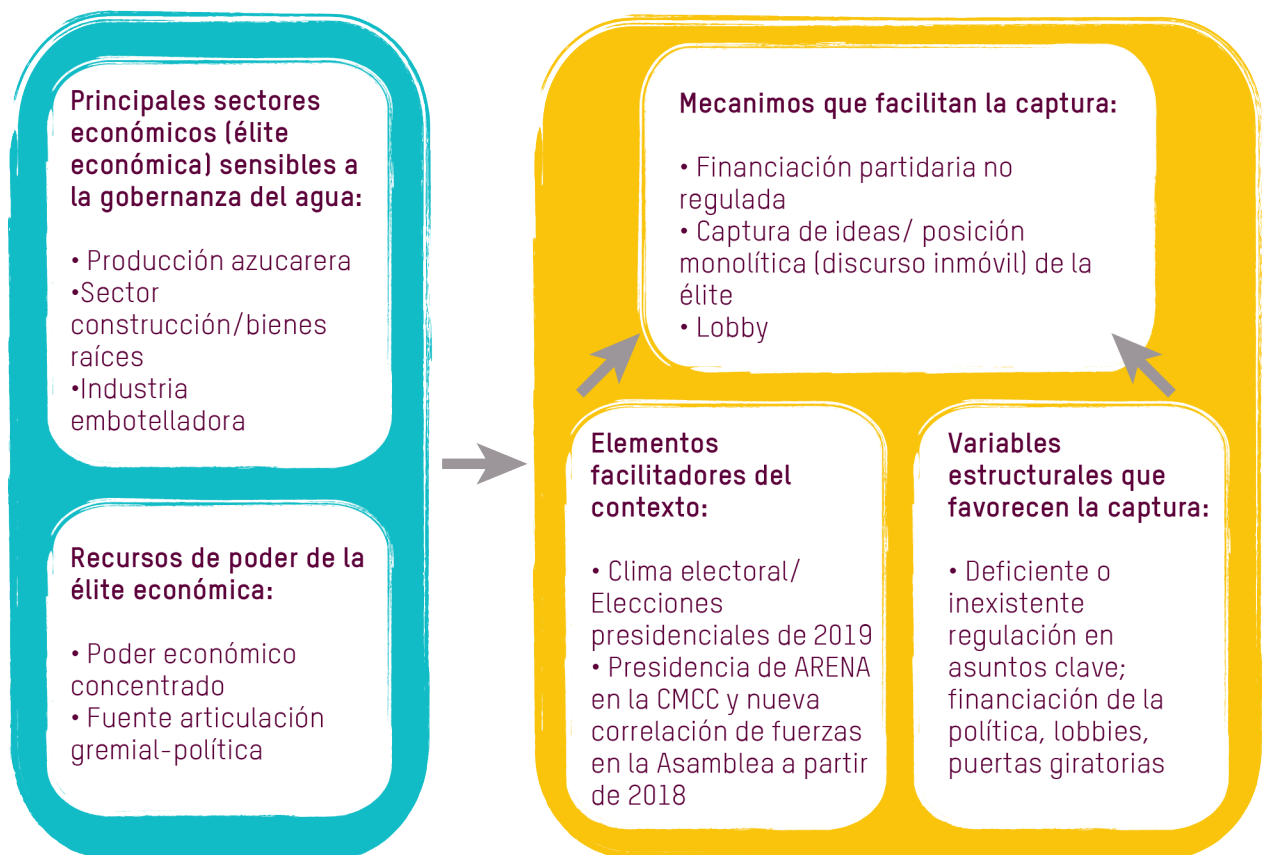 Principales sectores
económicos (élite
económica) sensibles a
la gobernanza del agua:
• Producción azucarera
•Sector
construcción/bienes
raíces
•Industria
embotelladora
Recursos de poder de la
élite económica:
• Poder económico
concentrado
• Fuente articulación
gremial-política
Mecanimos que facilitan la captura:
• Financiación partidaria no
regulada
• Captura de ideas/ posición
monolítica (discurso inmóvil) de la
élite
• Lobby
Elementos
facilitadores del
contexto:
• Clima electoral/
Elecciones
presidenciales de 2019
• Presidencia de ARENA
en la CMCC y nueva
correlación de fuerzas
en la Asamblea a partir
de 2018
Variables
estructurales que
favorecen la captura:
• Deficiente o
inexistente
regulación en
asuntos clave;
financiación de la
política, lobbies,
puertas giratorias